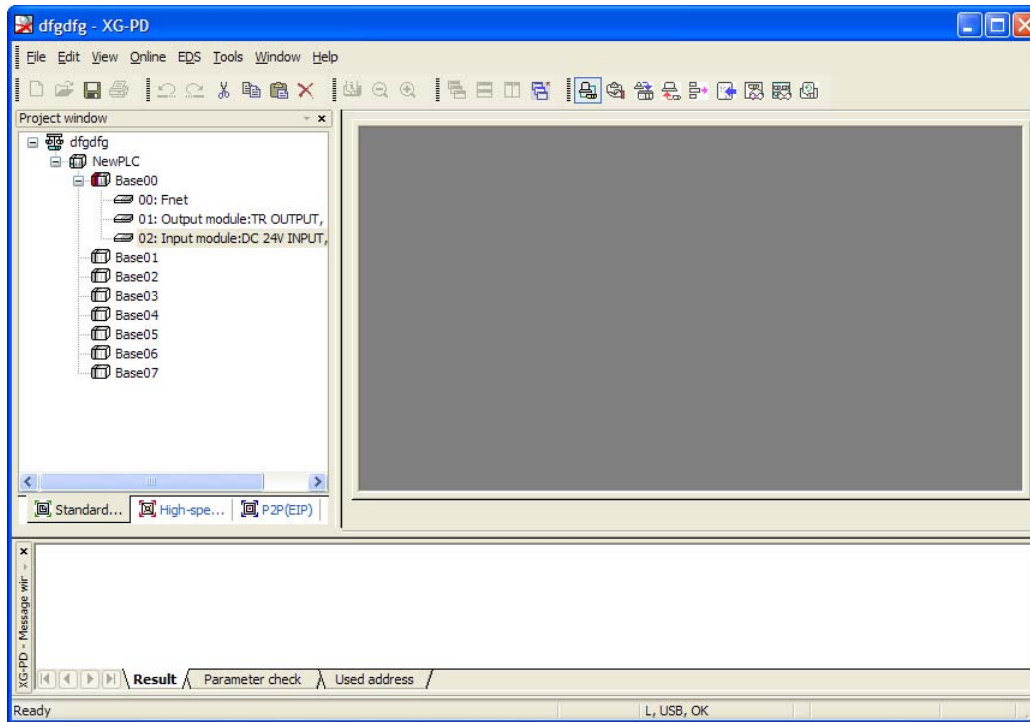 dfgdfg - XG-PD
File Edit View Online EDS Tools Window Help
Project window
dfgdfg
NewPLC
Base00
00: Fnet
01: Output module:TR OUTPUT,
02: Input module:DC 24V INPUT,
Base01
Base02
Base03
Base04
Base05
Base06
Base07
Standard... High-spe... P2P(EIP)
XG-PD - Message wir
Result Parameter check Used address
Ready L, USB, OK